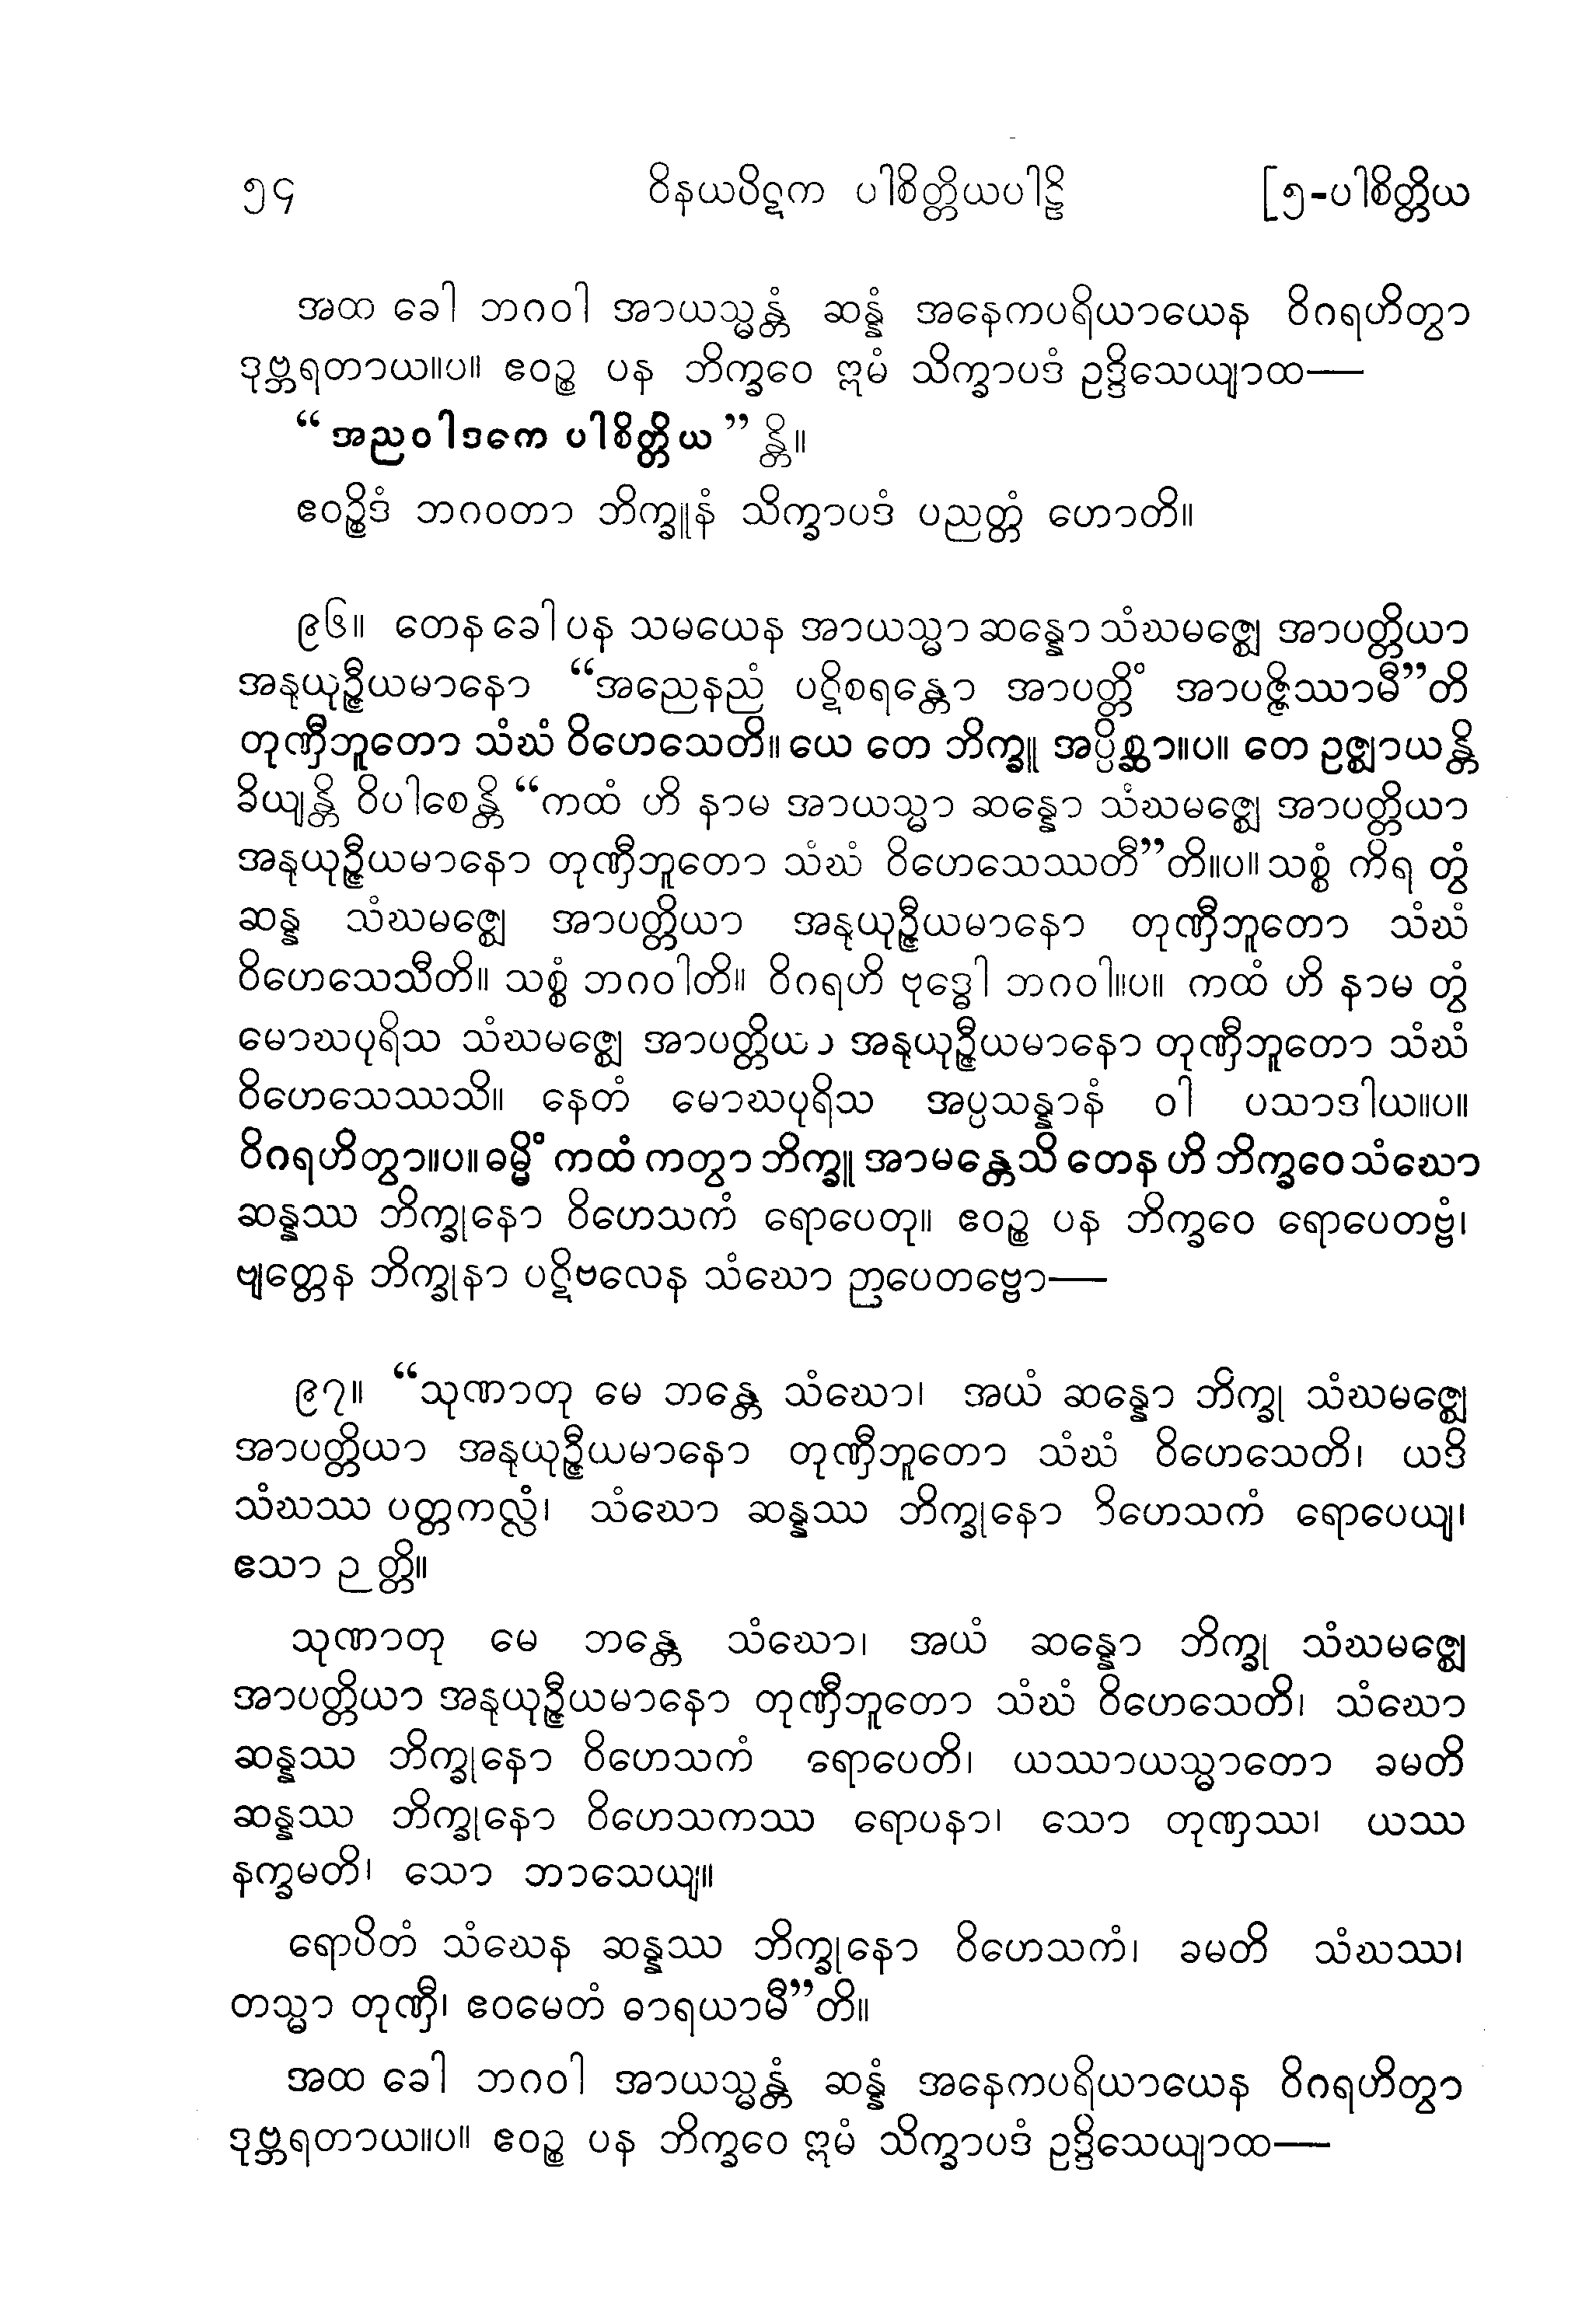 ၅၄ ဝိနယပိဋက ပါစိတ္တိယပါဠိ [၅-ပါစိတ္တိယ
အထ ခေါ ဘဂဝါ အာယသ္မန္တံ ဆန္နံ အနေကပရိယာယေန ဝိဂရဟိတွာ
ဒုဗ္ဘရတာယ။ပ။ ဧဝဉ္စ ပန ဘိက္ခဝေ ဣမံ သိက္ခာပဒံ ဥဒ္ဒိသေယျာထ—
“အညဝါဒကေ ပါစိတ္တိယ”န္တိ။
ဧဝဉ္စိဒံ ဘဂဝတာ ဘိက္ခူနံ သိက္ခာပဒံ ပညတ္တံ ဟောတိ။
၉၆။ တေန ခေါ ပန သမယေန အာယသ္မာ ဆန္နော သံဃမဇ္ဈေ အာပတ္တိယာ
အနုယုဉ္ဇီယမာနော “အညေနညံ ပဋိစရန္တော အာပတ္တိံ အာပဇ္ဇိဿာမီ”တိ
တုဏှီဘူတော သံဃံ ဝိဟေသေတိ။ ယေ တေ ဘိက္ခူ အပ္ပိစ္ဆာ။ပ။ တေ ဥဇ္ဈာယန္တိ
ခိယျန္တိ ဝိပါစေန္တိ “ကထံ ဟိ နာမ အာယသ္မာ ဆန္နော သံဃမဇ္ဈေ အာပတ္တိယာ
အနုယုဉ္ဇီယမာနော တုဏှီဘူတော သံဃံ ဝိဟေသေဿတီ”တိ။ပ။ သစ္စံ ကိရ တွံ
ဆန္န သံဃမဇ္ဈေ အာပတ္တိယာ အနုယုဉ္ဇီယမာနော တုဏှီဘူတော သံဃံ
ဝိဟေသေသီတိ။ သစ္စံ ဘဂဝါတိ။ ဝိဂရဟိ ဗုဒ္ဓေါ ဘဂဝါ။ပ။ ကထံ ဟိ နာမ တွံ
မောဃပုရိသ သံဃမဇ္ဈေ အာပတ္တိယာ အနုယုဉ္ဇီယမာနော တုဏှီဘူတော သံဃံ
ဝိဟေသေဿသိ။ နေတံ မောဃပုရိသ အပ္ပသန္နာနံ ဝါ ပသာဒါယ။ပ။
ဝိဂရဟိတွာ။ပ။ ဓမ္မိံ ကထံ ကတွာ ဘိက္ခူ အာမန္တေသိ တေန ဟိ ဘိက္ခဝေ သံဃော
ဆန္နဿ ဘိက္ခုနော ဝိဟေသကံ ရောပေတု။ ဧဝဉ္စ ပန ဘိက္ခဝေ ရောပေတဗ္ဗံ၊
ဗျတ္တေန ဘိက္ခုနာ ပဋိဗလေန သံဃော ဉာပေတဗ္ဗော—
၉၇။ “သုဏာတု မေ ဘန္တေ သံဃော၊ အယံ ဆန္နော ဘိက္ခု သံဃမဇ္ဈေ
အာပတ္တိယာ အနုယုဉ္ဇီယမာနော တုဏှီဘူတော သံဃံ ဝိဟေသေတိ၊ ယဒိ
သံဃဿ ပတ္တကလ္လံ၊ သံဃော ဆန္နဿ ဘိက္ခုနော ဝိဟေသကံ ရောပေယျ၊
ဧသာ ဉတ္တိ။
သုဏာတု မေ ဘန္တေ သံဃော၊ အယံ ဆန္နော ဘိက္ခု သံဃမဇ္ဈေ
အာပတ္တိယာ အနုယုဉ္ဇီယမာနော တုဏှီဘူတော သံဃံ ဝိဟေသေတိ၊ သံဃော
ဆန္နဿ ဘိက္ခုနော ဝိဟေသကံ ရောပေတိ၊ ယဿာယသ္မာတော ခမတိ
ဆန္နဿ ဘိက္ခုနော ဝိဟေသကဿ ရောပနာ၊ သော တုဏှဿ၊ ယဿ
နက္ခမတိ၊ သော ဘာသေယျ။
ရောပိတံ သံဃေန ဆန္နဿ ဘိက္ခုနော ဝိဟေသကံ၊ ခမတိ သံဃဿ၊
တသ္မာ တုဏှီ၊ ဧဝမေတံ ဓာရယာမီ”တိ။
အထ ခေါ ဘဂဝါ အာယသ္မန္တံ ဆန္နံ အနေကပရိယာယေန ဝိဂရဟိတွာ
ဒုဗ္ဘရတာယ။ပ။ ဧဝဉ္စ ပန ဘိက္ခဝေ ဣမံ သိက္ခာပဒံ ဥဒ္ဒိသေယျာထ—